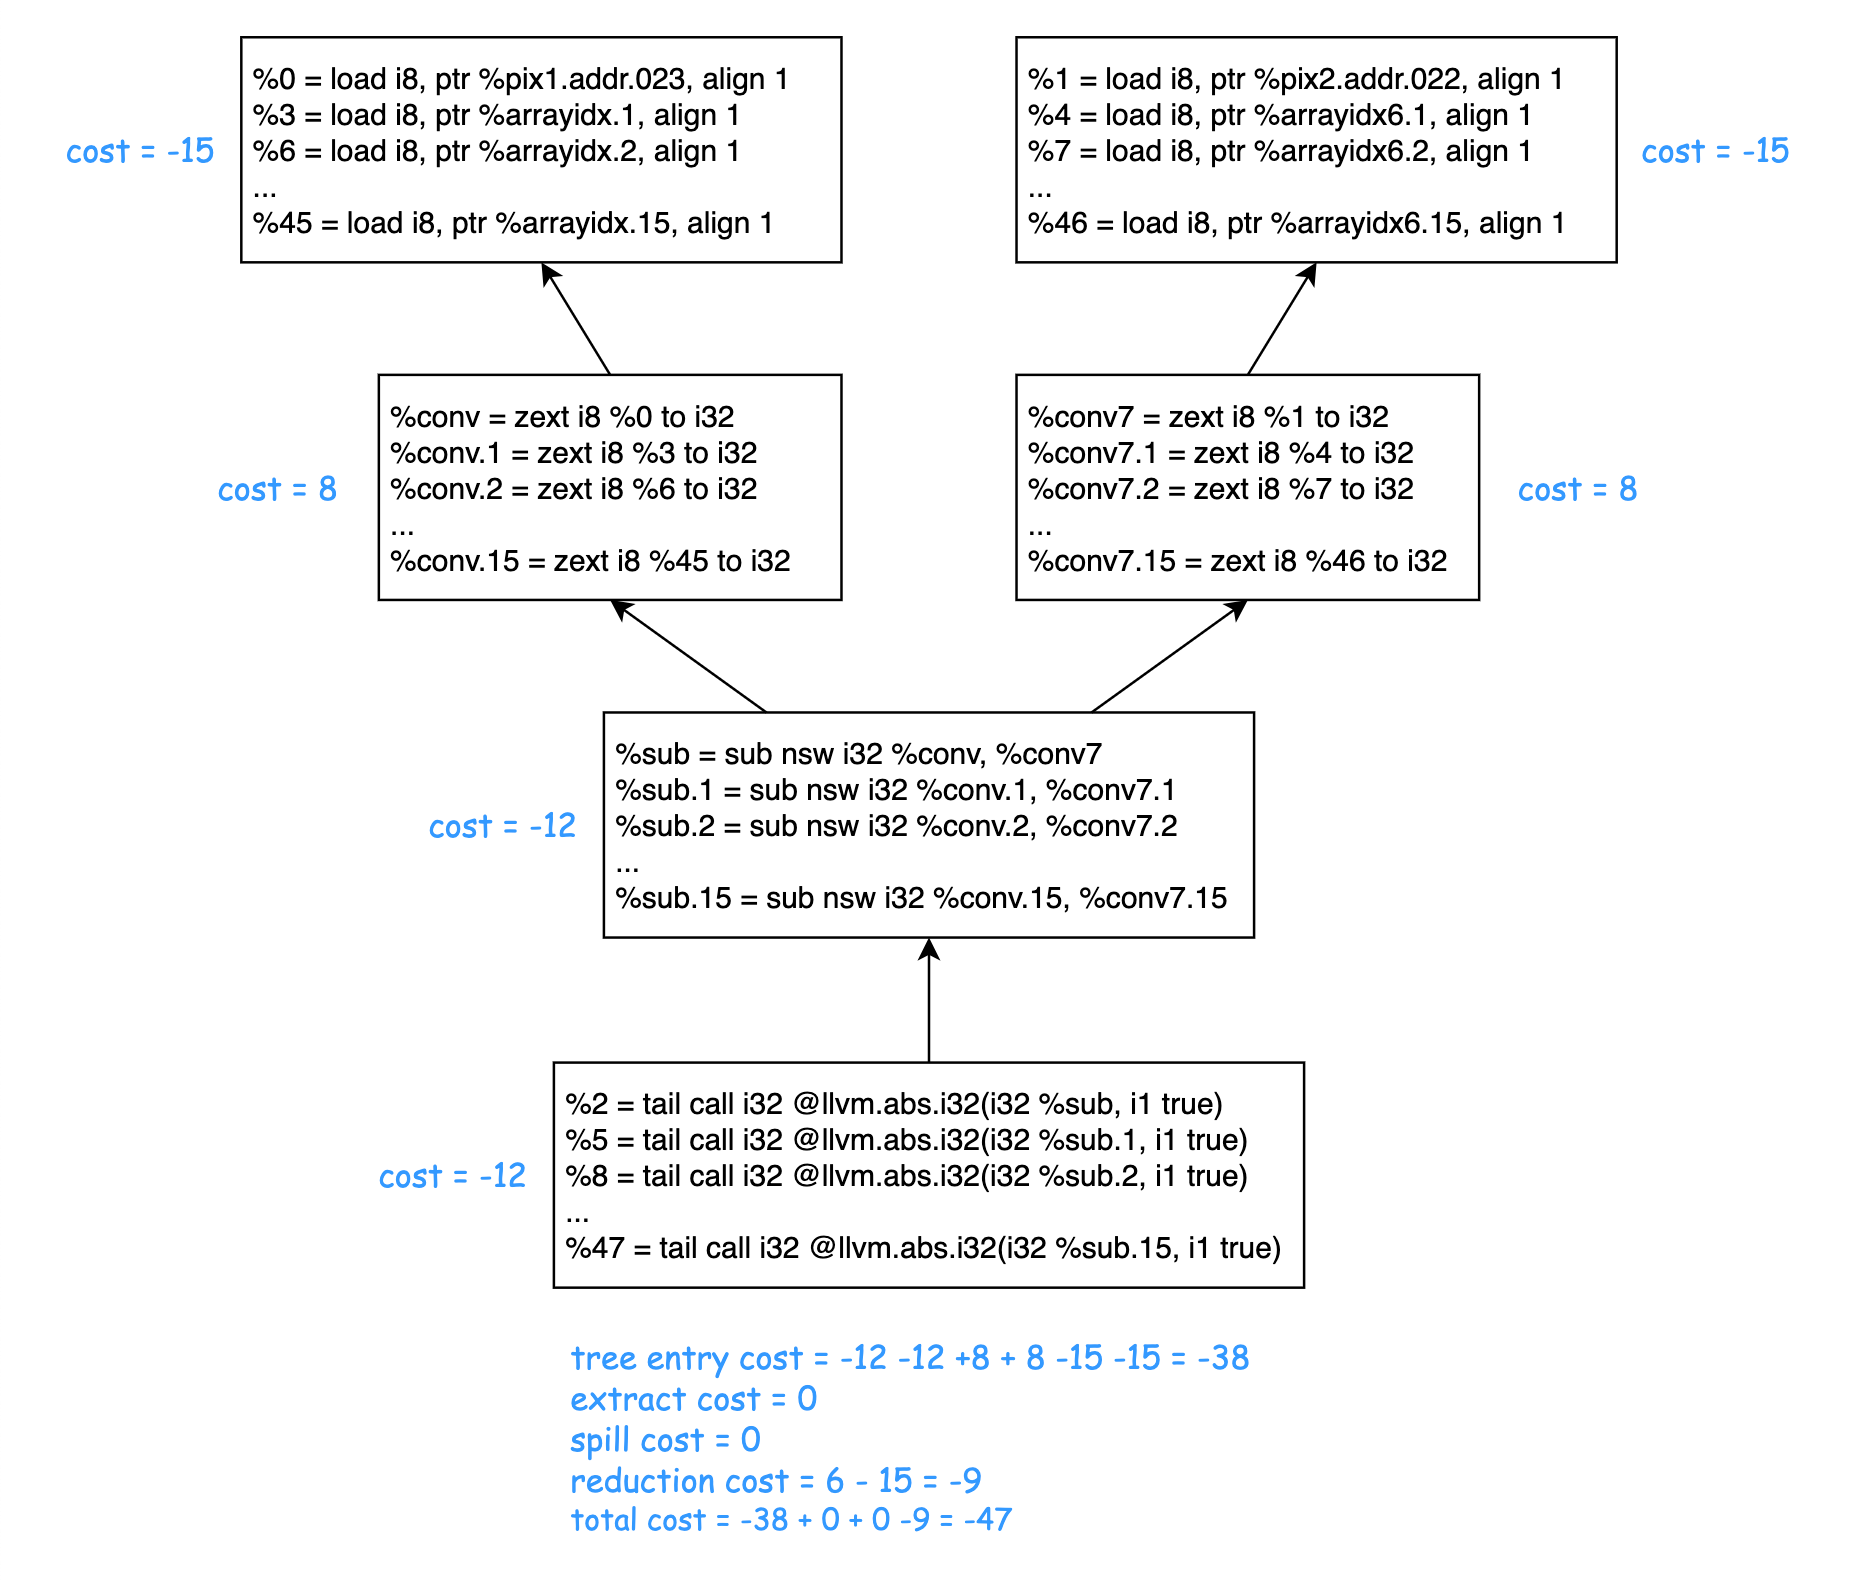 %0 = load i8, ptr %pix1.addr.023, align 1
%3 = load i8, ptr %arrayidx.1, align 1
%6 = load i8, ptr %arrayidx.2, align 1
...
%45 = load i8, ptr %arrayidx.15, align 1
cost = -15
%1 = load i8, ptr %pix2.addr.022, align 1
%4 = load i8, ptr %arrayidx6.1, align 1
%7 = load i8, ptr %arrayidx6.2, align 1
...
%46 = load i8, ptr %arrayidx6.15, align 1
cost = -15
%conv = zext i8 %0 to i32
%conv.1 = zext i8 %3 to i32
%conv.2 = zext i8 %6 to i32
...
%conv.15 = zext i8 %45 to i32
cost = 8
%conv7 = zext i8 %1 to i32
%conv7.1 = zext i8 %4 to i32
%conv7.2 = zext i8 %7 to i32
...
%conv7.15 = zext i8 %46 to i32
cost = 8
%sub = sub nsw i32 %conv, %conv7
%sub.1 = sub nsw i32 %conv.1, %conv7.1
%sub.2 = sub nsw i32 %conv.2, %conv7.2
...
%sub.15 = sub nsw i32 %conv.15, %conv7.15
cost = -12
%2 = tail call i32 @llvm.abs.i32(i32 %sub, i1 true)
%5 = tail call i32 @llvm.abs.i32(i32 %sub.1, i1 true)
%8 = tail call i32 @llvm.abs.i32(i32 %sub.2, i1 true)
...
%47 = tail call i32 @llvm.abs.i32(i32 %sub.15, i1 true)
cost = -12
tree entry cost = -12 -12 +8 + 8 -15 -15 = -38
extract cost = 0
spill cost = 0
reduction cost = 6 - 15 = -9
total cost = -38 + 0 + 0 -9 = -47